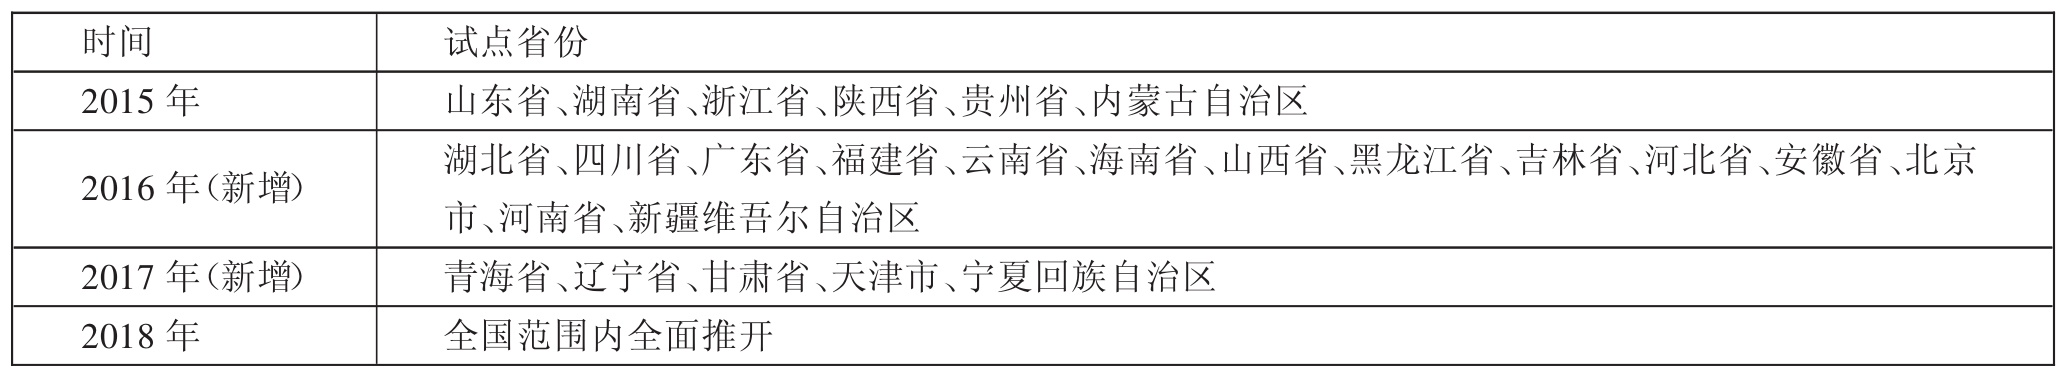 时间 试点省份
2015 年 山东省、湖南省、浙江省、陕西省、贵州省、内蒙古自治区
2016 年(新增) 湖北省、四川省、广东省、福建省、云南省、海南省、山西省、黑龙江省、吉林省、河北省、安徽省、北京
市、河南省、新疆维吾尔自治区
2017 年(新增) 青海省、辽宁省、甘肃省、天津市、宁夏回族自治区
2018 年 全国范围内全面推开